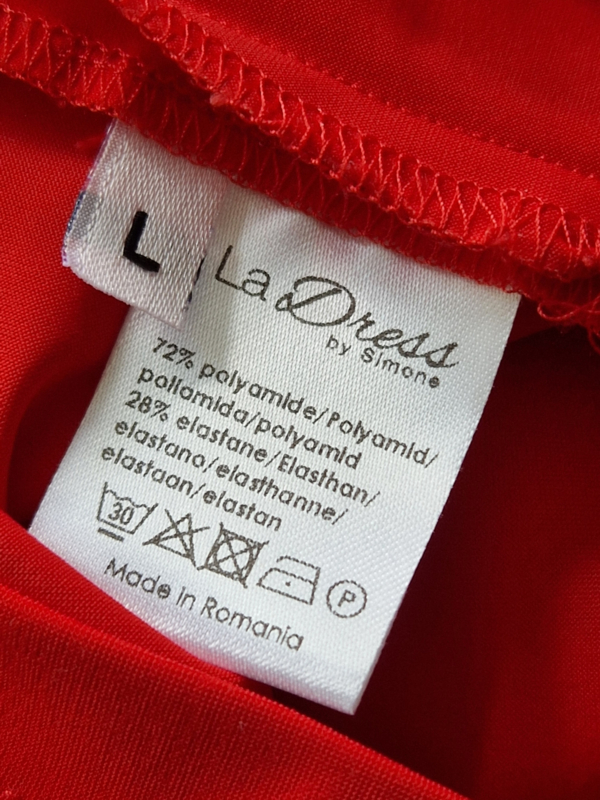 L
La Dress
by Simone
72% polyamide/Polyamid/
poliamida/polyamid
28% elastane/Elasthan/
elastano/elasthanne/
elastaan/elastan
30
P
Made in Romania